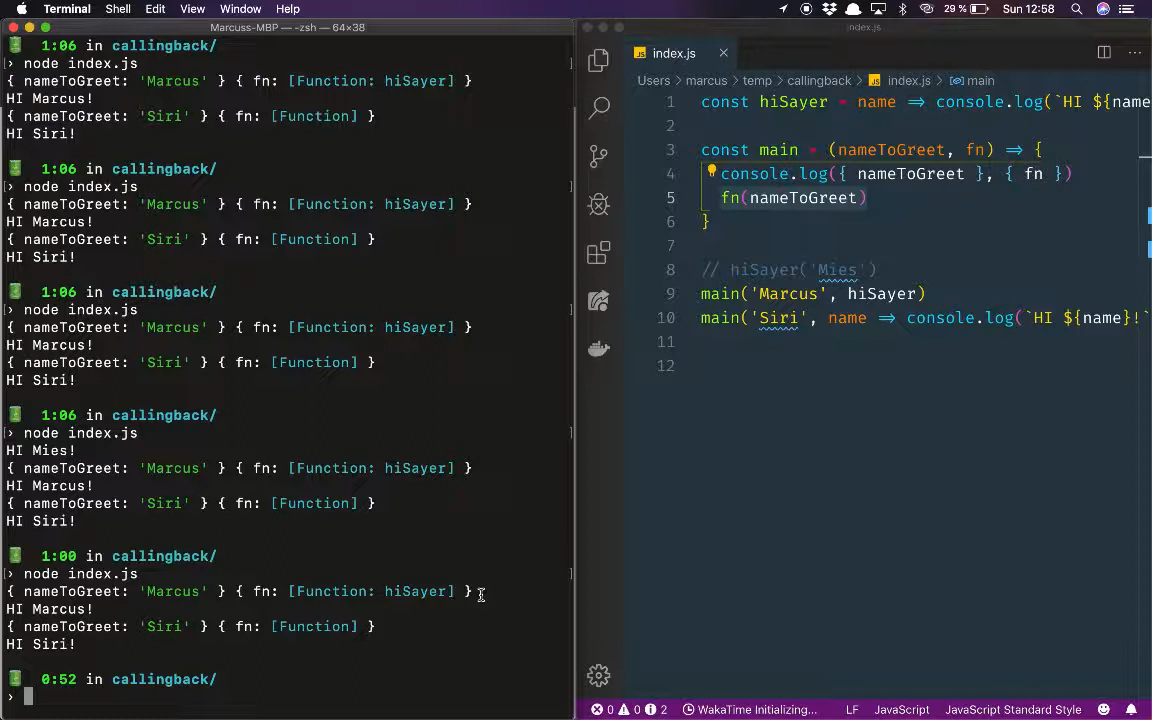 Terminal Shell Edit View Window Help 29 % Sun 12:58
Marcuss-MBP — -zsh — 64×38
1:06 in callingback/
[› node index.js ]
{ nameToGreet: 'Marcus' } { fn: [Function: hiSayer] }
HI Marcus!
{ nameToGreet: 'Siri' } { fn: [Function] }
HI Siri!
1:06 in callingback/
[› node index.js ]
{ nameToGreet: 'Marcus' } { fn: [Function: hiSayer] }
HI Marcus!
{ nameToGreet: 'Siri' } { fn: [Function] }
HI Siri!
1:06 in callingback/
[› node index.js ]
{ nameToGreet: 'Marcus' } { fn: [Function: hiSayer] }
HI Marcus!
{ nameToGreet: 'Siri' } { fn: [Function] }
HI Siri!
1:06 in callingback/
[› node index.js ]
HI Mies!
{ nameToGreet: 'Marcus' } { fn: [Function: hiSayer] }
HI Marcus!
{ nameToGreet: 'Siri' } { fn: [Function] }
HI Siri!
1:00 in callingback/
[› node index.js ]
{ nameToGreet: 'Marcus' } { fn: [Function: hiSayer] }
HI Marcus!
{ nameToGreet: 'Siri' } { fn: [Function] }
HI Siri!
0:52 in callingback/
›
index.js
JS index.js × ···
Users › marcus › temp › callingback › JS index.js › main
1 const hiSayer = name => console.log(`HI ${name
2
3 const main = (nameToGreet, fn) => {
4 console.log({ nameToGreet }, { fn })
5 fn(nameToGreet)
6 }
7
8 // hiSayer('Mies')
9 main('Marcus', hiSayer)
10 main('Siri', name => console.log(`HI ${name}!`
11
12
0 0 2 WakaTime Initializing... LF JavaScript JavaScript Standard Style